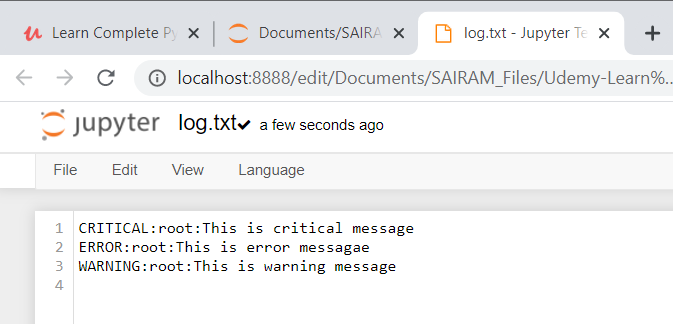 Learn Complete Py
Documents/SAIRA
log.txt - Jupyter Te
localhost:8888/edit/Documents/SAIRAM_Files/Udemy-Learn%...
jupyter log.txt✔ a few seconds ago
File Edit View Language
1 CRITICAL:root:This is critical message
2 ERROR:root:This is error messagae
3 WARNING:root:This is warning message
4